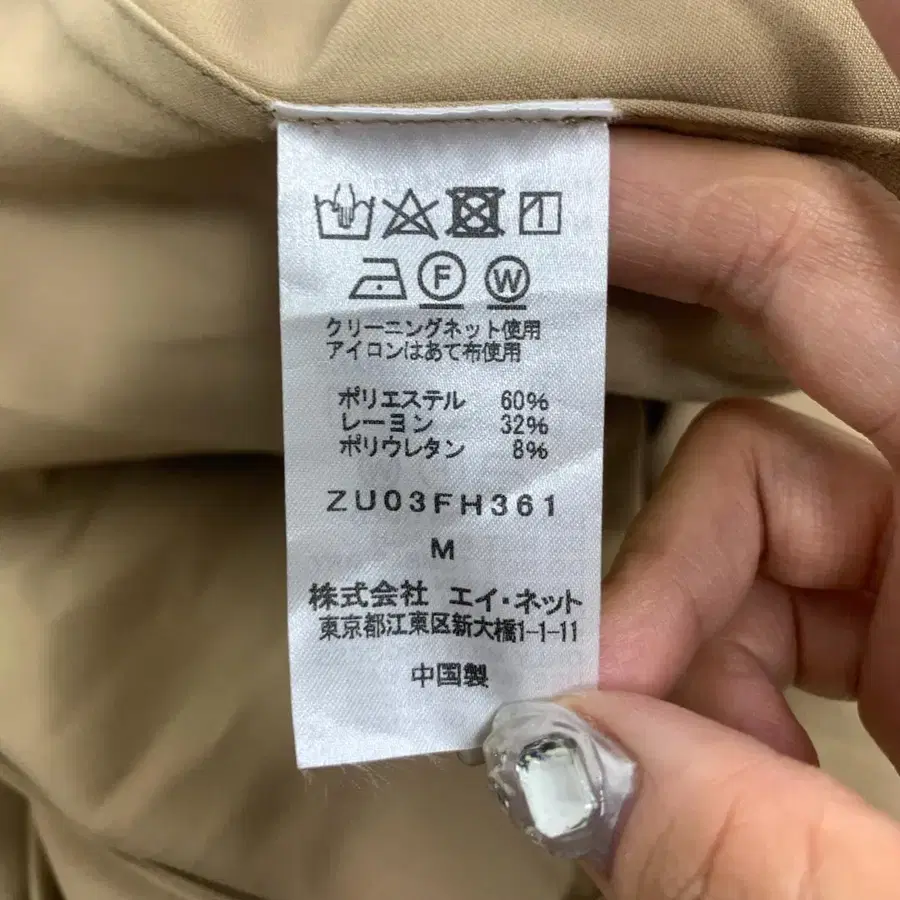 F W
クリーニングネット使用
アイロンはあて布使用
ポリエステル 60%
レーヨン 32%
ポリウレタン 8%
ZU03FH361
M
株式会社 エイ・ネット
東京都江東区新大橋1-1-11
中国製